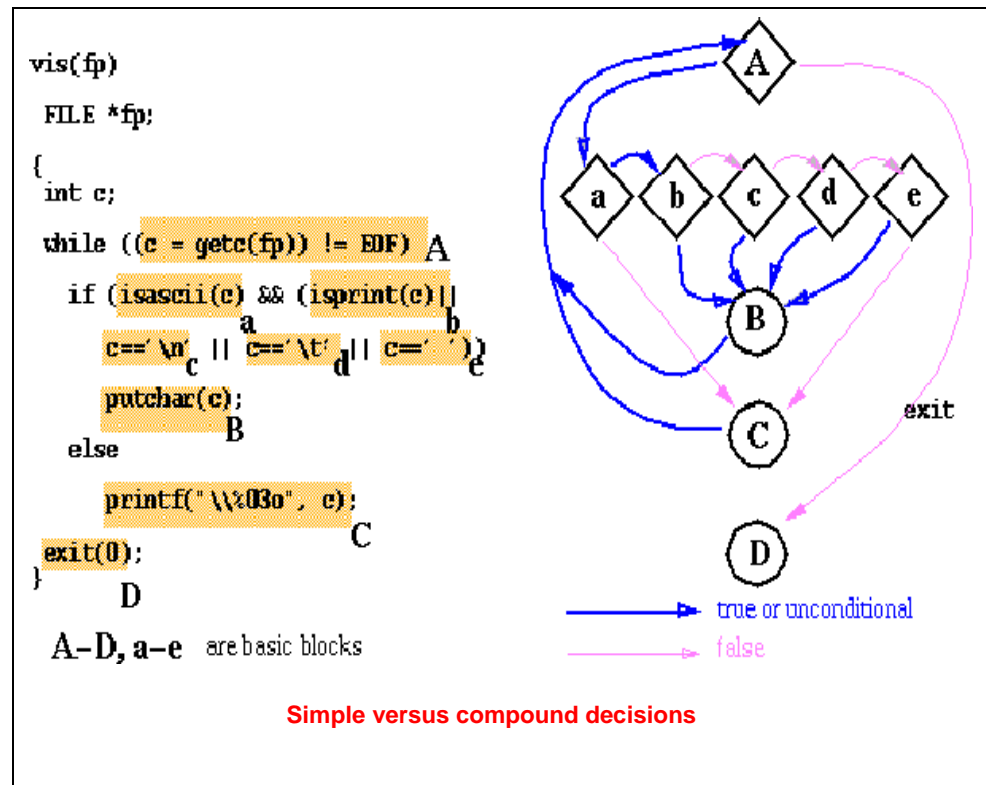 vis(fp)
FILE *fp;
{
int c;
while ((c = getc(fp)) != EOF) A
if (isascii(c) && (isprint(c)||
a b
c=='\n' || c=='\t' || c==' '))
c d e
putchar(c);
B
else
printf("\\%03o", c);
C
exit(0);
}
D
A-D, a-e are basic blocks
A
a b c d e
B
C
exit
D
true or unconditional
false
Simple versus compound decisions